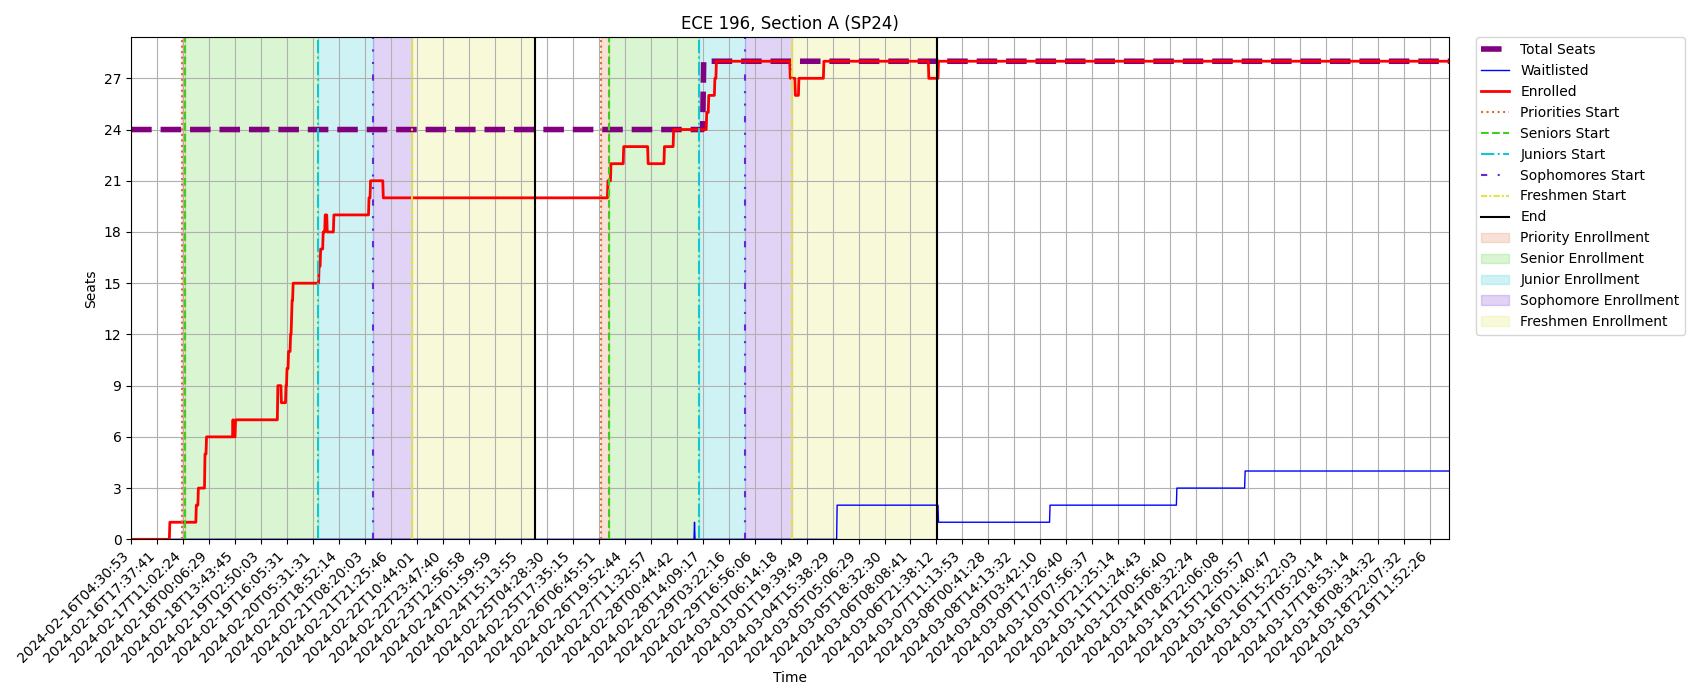 ECE 196, Section A (SP24)
Seats
27
24
21
18
15
12
9
6
3
0
2024-02-16T04:30:53
2024-02-16T17:37:41
2024-02-17T11:02:24
2024-02-18T00:06:29
2024-02-18T13:43:45
2024-02-19T02:50:03
2024-02-19T16:05:31
2024-02-20T05:31:31
2024-02-20T18:52:14
2024-02-21T08:20:03
2024-02-21T21:25:46
2024-02-22T10:44:01
2024-02-22T23:47:40
2024-02-23T12:56:58
2024-02-24T01:59:59
2024-02-24T15:13:55
2024-02-25T04:28:30
2024-02-25T17:35:15
2024-02-26T06:45:51
2024-02-26T19:52:44
2024-02-27T11:32:57
2024-02-28T00:44:42
2024-02-28T14:09:17
2024-02-29T03:22:16
2024-02-29T16:56:06
2024-03-01T06:14:18
2024-03-01T19:39:49
2024-03-04T15:38:29
2024-03-05T05:06:29
2024-03-05T18:32:30
2024-03-06T08:08:41
2024-03-06T21:38:12
2024-03-07T11:13:53
2024-03-08T00:41:28
2024-03-08T14:13:32
2024-03-09T03:42:10
2024-03-09T17:26:40
2024-03-10T07:56:37
2024-03-10T21:25:14
2024-03-11T11:24:43
2024-03-12T00:56:40
2024-03-14T08:32:24
2024-03-14T22:06:08
2024-03-15T12:05:57
2024-03-16T01:40:47
2024-03-16T15:22:03
2024-03-17T05:20:14
2024-03-17T18:53:14
2024-03-18T08:34:32
2024-03-18T22:07:32
2024-03-19T11:52:26
Time
Total Seats
Waitlisted
Enrolled
Priorities Start
Seniors Start
Juniors Start
Sophomores Start
Freshmen Start
End
Priority Enrollment
Senior Enrollment
Junior Enrollment
Sophomore Enrollment
Freshmen Enrollment